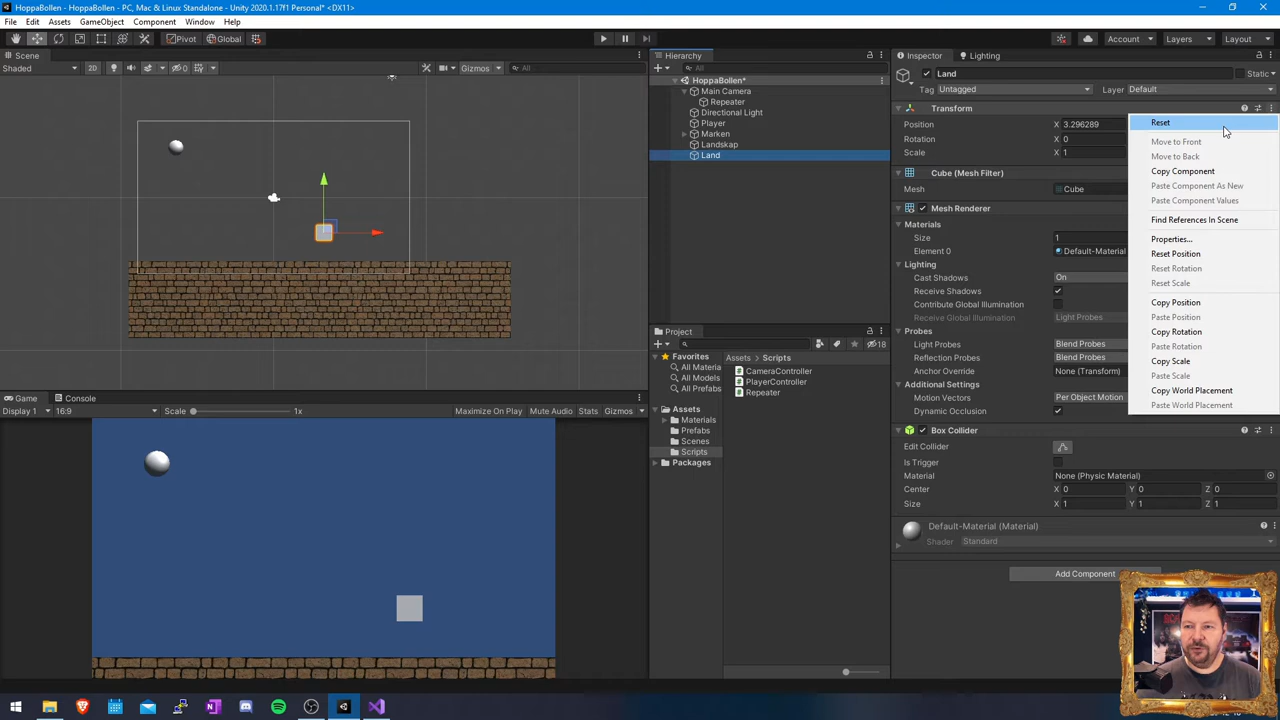 HoppaBollen - HoppaBollen - PC, Mac & Linux Standalone - Unity 2020.1.17f1 Personal* <DX11>
File Edit Assets GameObject Component Window Help
Pivot Global Account Layers Layout
Scene
Shaded 2D 0 Gizmos All
Hierarchy
All
HoppaBollen*
Main Camera
Repeater
Directional Light
Player
Marken
Landskap
Land
Project
18
Favorites
All Materia
All Models
All Prefabs
Assets
Materials
Prefabs
Scenes
Scripts
Packages
Assets > Scripts
CameraController
PlayerController
Repeater
Game Console
Display 1 16:9 Scale 1x Maximize On Play Mute Audio Stats Gizmos
Inspector Lighting
Land Static
Tag Untagged Layer Default
Transform
Position X 3.296289
Rotation X 0
Scale X 1
Cube (Mesh Filter)
Mesh Cube
Mesh Renderer
Materials
Size 1
Element 0 Default-Material
Lighting
Cast Shadows On
Receive Shadows
Contribute Global Illumination
Receive Global Illumination Light Probes
Probes
Light Probes Blend Probes
Reflection Probes Blend Probes
Anchor Override None (Transform)
Additional Settings
Motion Vectors Per Object Motion
Dynamic Occlusion
Box Collider
Edit Collider
Is Trigger
Material None (Physic Material)
Center X 0 Y 0 Z 0
Size X 1 Y 1 Z 1
Default-Material (Material)
Shader Standard
Add Component
Reset
Move to Front
Move to Back
Copy Component
Paste Component As New
Paste Component Values
Find References In Scene
Properties...
Reset Position
Reset Rotation
Reset Scale
Copy Position
Paste Position
Copy Rotation
Paste Rotation
Copy Scale
Paste Scale
Copy World Placement
Paste World Placement